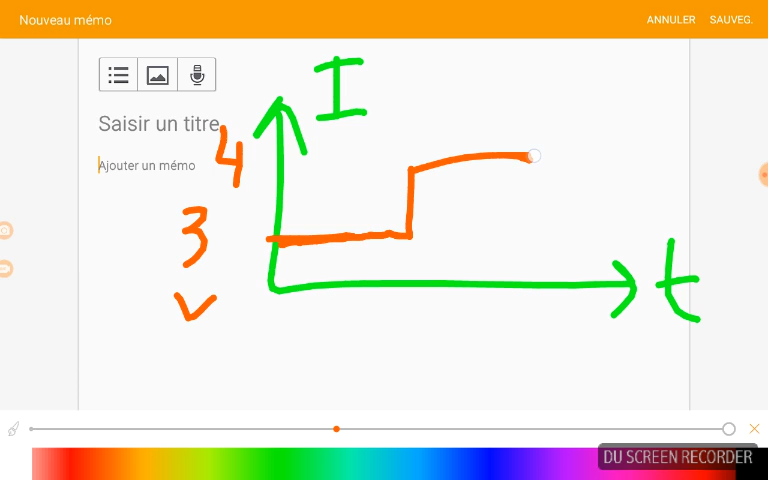 Nouveau mémo
ANNULER SAUVEG.
I
Saisir un titre
4
Ajouter un mémo
3
V
t
DU SCREEN RECORDER